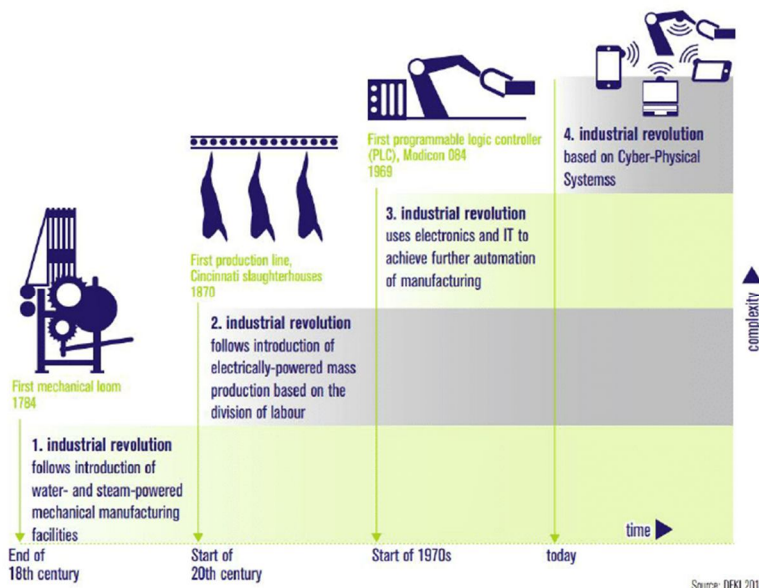 First mechanical loom
1784
1. industrial revolution
follows introduction of
water- and steam-powered
mechanical manufacturing
facilities
End of
18th century
First production line,
Cincinnati slaughterhouses
1870
2. industrial revolution
follows introduction of
electrically-powered mass
production based on the
division of labour
Start of
20th century
First programmable logic controller
(PLC), Modicon 084
1969
3. industrial revolution
uses electronics and IT to
achieve further automation
of manufacturing
Start of 1970s
4. industrial revolution
based on Cyber-Physical
Systemss
today
time
complexity
Source: